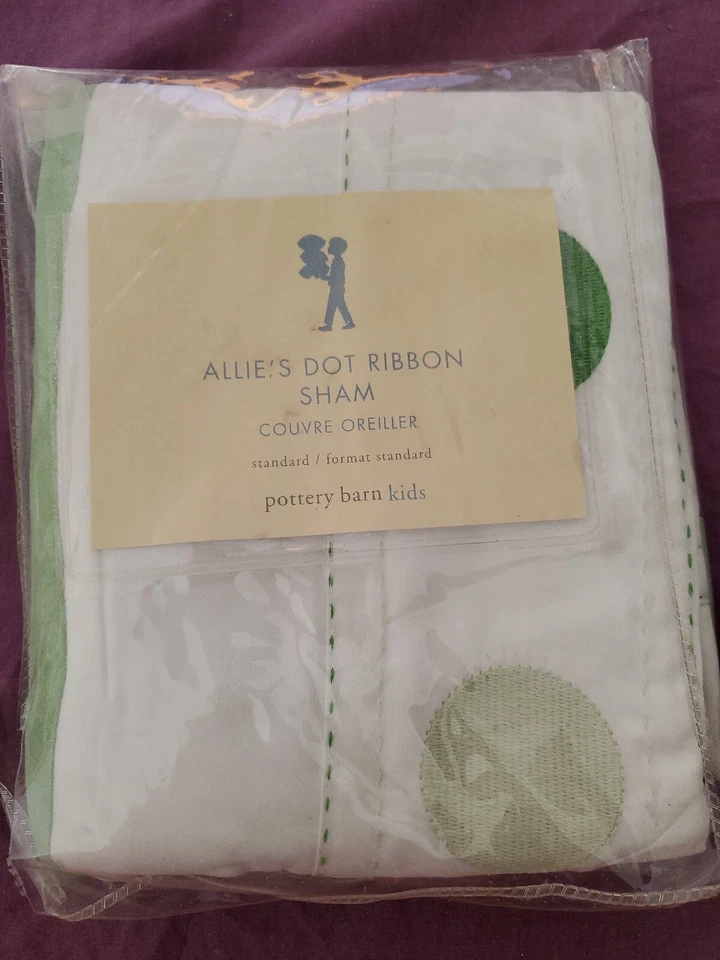 ALLIE'S DOT RIBBON
SHAM
COUVRE OREILLER
standard / format standard
pottery barn kids